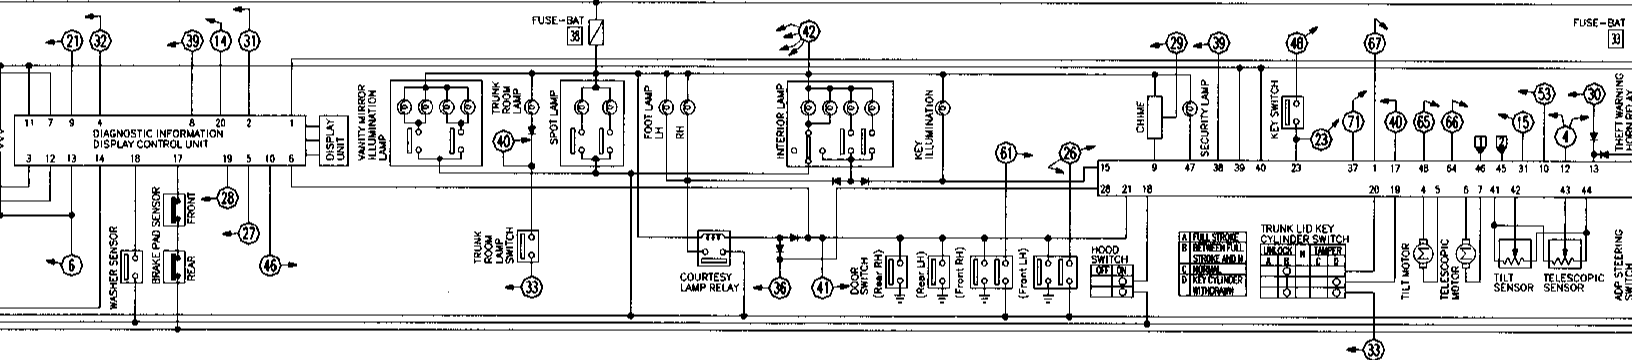 FUSE-BAT
38
FUSE-BAT
33
21
32
39
14
31
42
29
39
48
67
11 7 9 4 8 20 2 1
DIAGNOSTIC INFORMATION
DISPLAY CONTROL UNIT
3 12 13 14 18 17 19 5 10 6
DISPLAY
UNIT
VANITY MIRROR
ILLUMINATION
LAMP
TRUNK
ROOM
LAMP
40
SPOT LAMP
FOOT LAMP
LH
RH
INTERIOR LAMP
KEY
ILLUMINATION
CHIME
SECURITY LAMP
KEY SWITCH
23
71
40
65
66
1
2
15
53
4
30
THEFT WARNING
HORN RELAY
61
26
15 9 47 38 39 40 23 37 1 17 48 64 46 45 31 10 12 13
28 21 18 20 19 4 5 6 7 41 42 43 44
6
WASHER SENSOR
BRAKE PAD SENSOR
FRONT
REAR
28
27
46
TRUNK
ROOM
LAMP
SWITCH
33
COURTESY
LAMP RELAY
36
41
DOOR
SWITCH
(Rear RH)
(Rear LH)
(Front RH)
(Front LH)
HOOD
SWITCH
OFF ON
A FULL STROKE
B BETWEEN FULL
STROKE AND N
C NORMAL
D KEY CYLINDER
WITHDRAWN
TRUNK LID KEY
CYLINDER SWITCH
UNLOCK N TAMPER
A B C D
33
TILT MOTOR
TELESCOPIC
MOTOR
TILT
SENSOR
TELESCOPIC
SENSOR
ADP STEERING
SWITCH